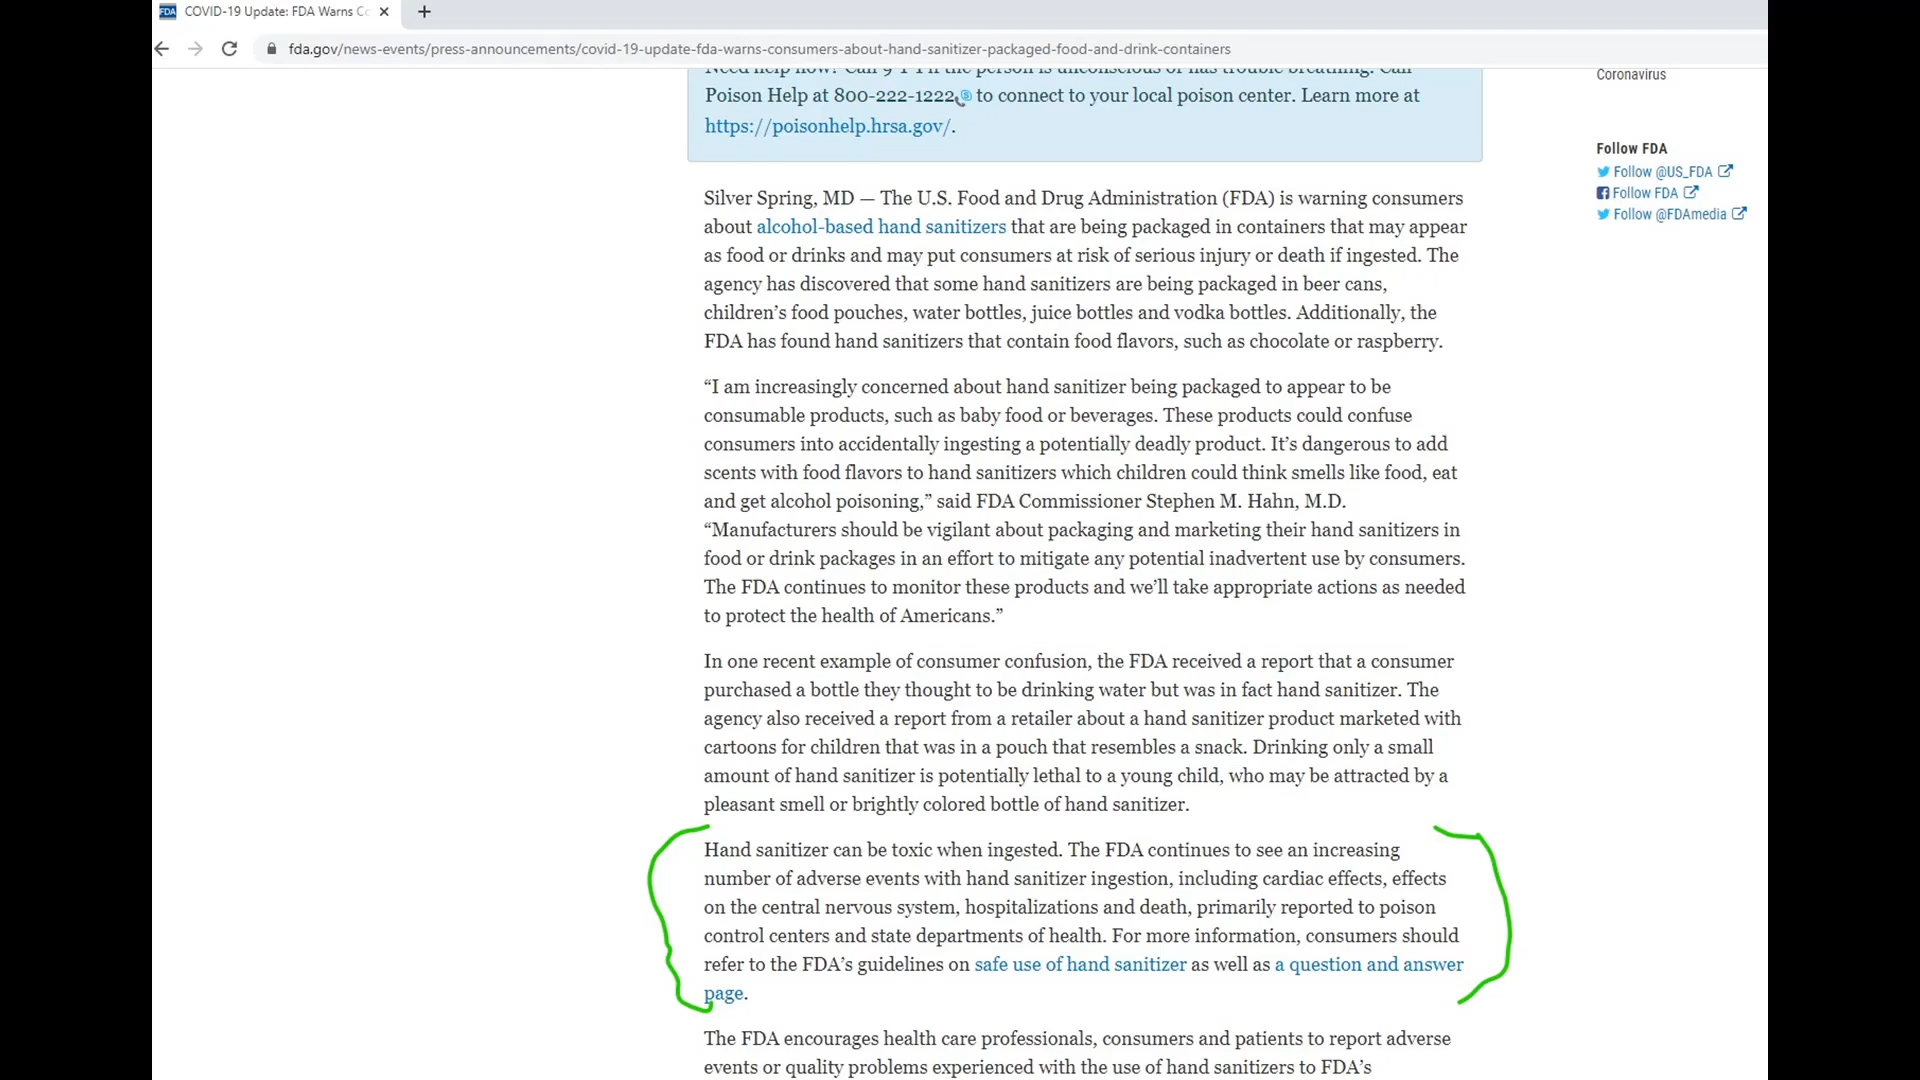 COVID-19 Update: FDA Warns Co
fda.gov/news-events/press-announcements/covid-19-update-fda-warns-consumers-about-hand-sanitizer-packaged-food-and-drink-containers
Need help now? Call 9-1-1 if the person is unconscious or has trouble breathing. Call
Poison Help at 800-222-1222 to connect to your local poison center. Learn more at
https://poisonhelp.hrsa.gov/.
Coronavirus
Follow FDA
Follow @US_FDA
Follow FDA
Follow @FDAmedia
Silver Spring, MD — The U.S. Food and Drug Administration (FDA) is warning consumers
about alcohol-based hand sanitizers that are being packaged in containers that may appear
as food or drinks and may put consumers at risk of serious injury or death if ingested. The
agency has discovered that some hand sanitizers are being packaged in beer cans,
children’s food pouches, water bottles, juice bottles and vodka bottles. Additionally, the
FDA has found hand sanitizers that contain food flavors, such as chocolate or raspberry.
“I am increasingly concerned about hand sanitizer being packaged to appear to be
consumable products, such as baby food or beverages. These products could confuse
consumers into accidentally ingesting a potentially deadly product. It’s dangerous to add
scents with food flavors to hand sanitizers which children could think smells like food, eat
and get alcohol poisoning,” said FDA Commissioner Stephen M. Hahn, M.D.
“Manufacturers should be vigilant about packaging and marketing their hand sanitizers in
food or drink packages in an effort to mitigate any potential inadvertent use by consumers.
The FDA continues to monitor these products and we’ll take appropriate actions as needed
to protect the health of Americans.”
In one recent example of consumer confusion, the FDA received a report that a consumer
purchased a bottle they thought to be drinking water but was in fact hand sanitizer. The
agency also received a report from a retailer about a hand sanitizer product marketed with
cartoons for children that was in a pouch that resembles a snack. Drinking only a small
amount of hand sanitizer is potentially lethal to a young child, who may be attracted by a
pleasant smell or brightly colored bottle of hand sanitizer.
Hand sanitizer can be toxic when ingested. The FDA continues to see an increasing
number of adverse events with hand sanitizer ingestion, including cardiac effects, effects
on the central nervous system, hospitalizations and death, primarily reported to poison
control centers and state departments of health. For more information, consumers should
refer to the FDA’s guidelines on safe use of hand sanitizer as well as a question and answer
page.
The FDA encourages health care professionals, consumers and patients to report adverse
events or quality problems experienced with the use of hand sanitizers to FDA’s